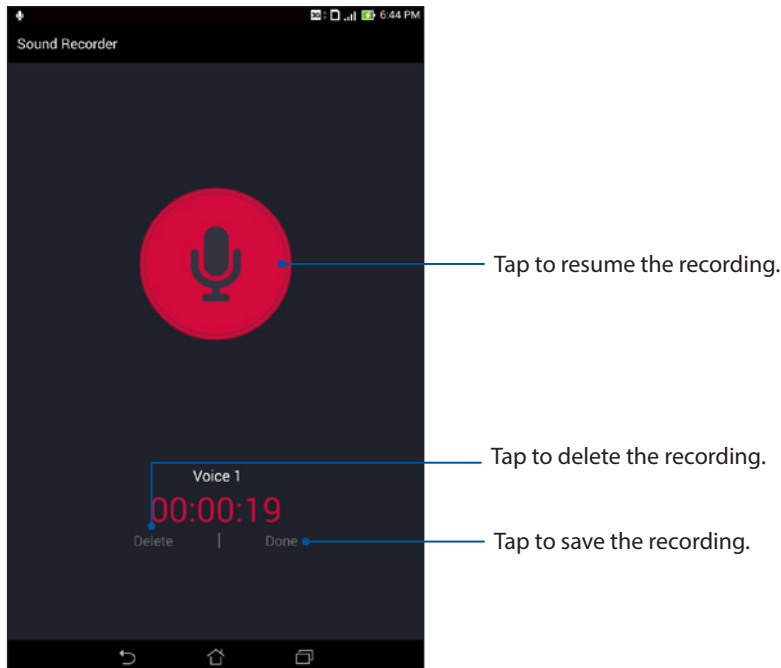 6:44 PM
Sound Recorder
Tap to resume the recording.
Tap to delete the recording.
Voice 1
00:00:19
Delete | Done
Tap to save the recording.